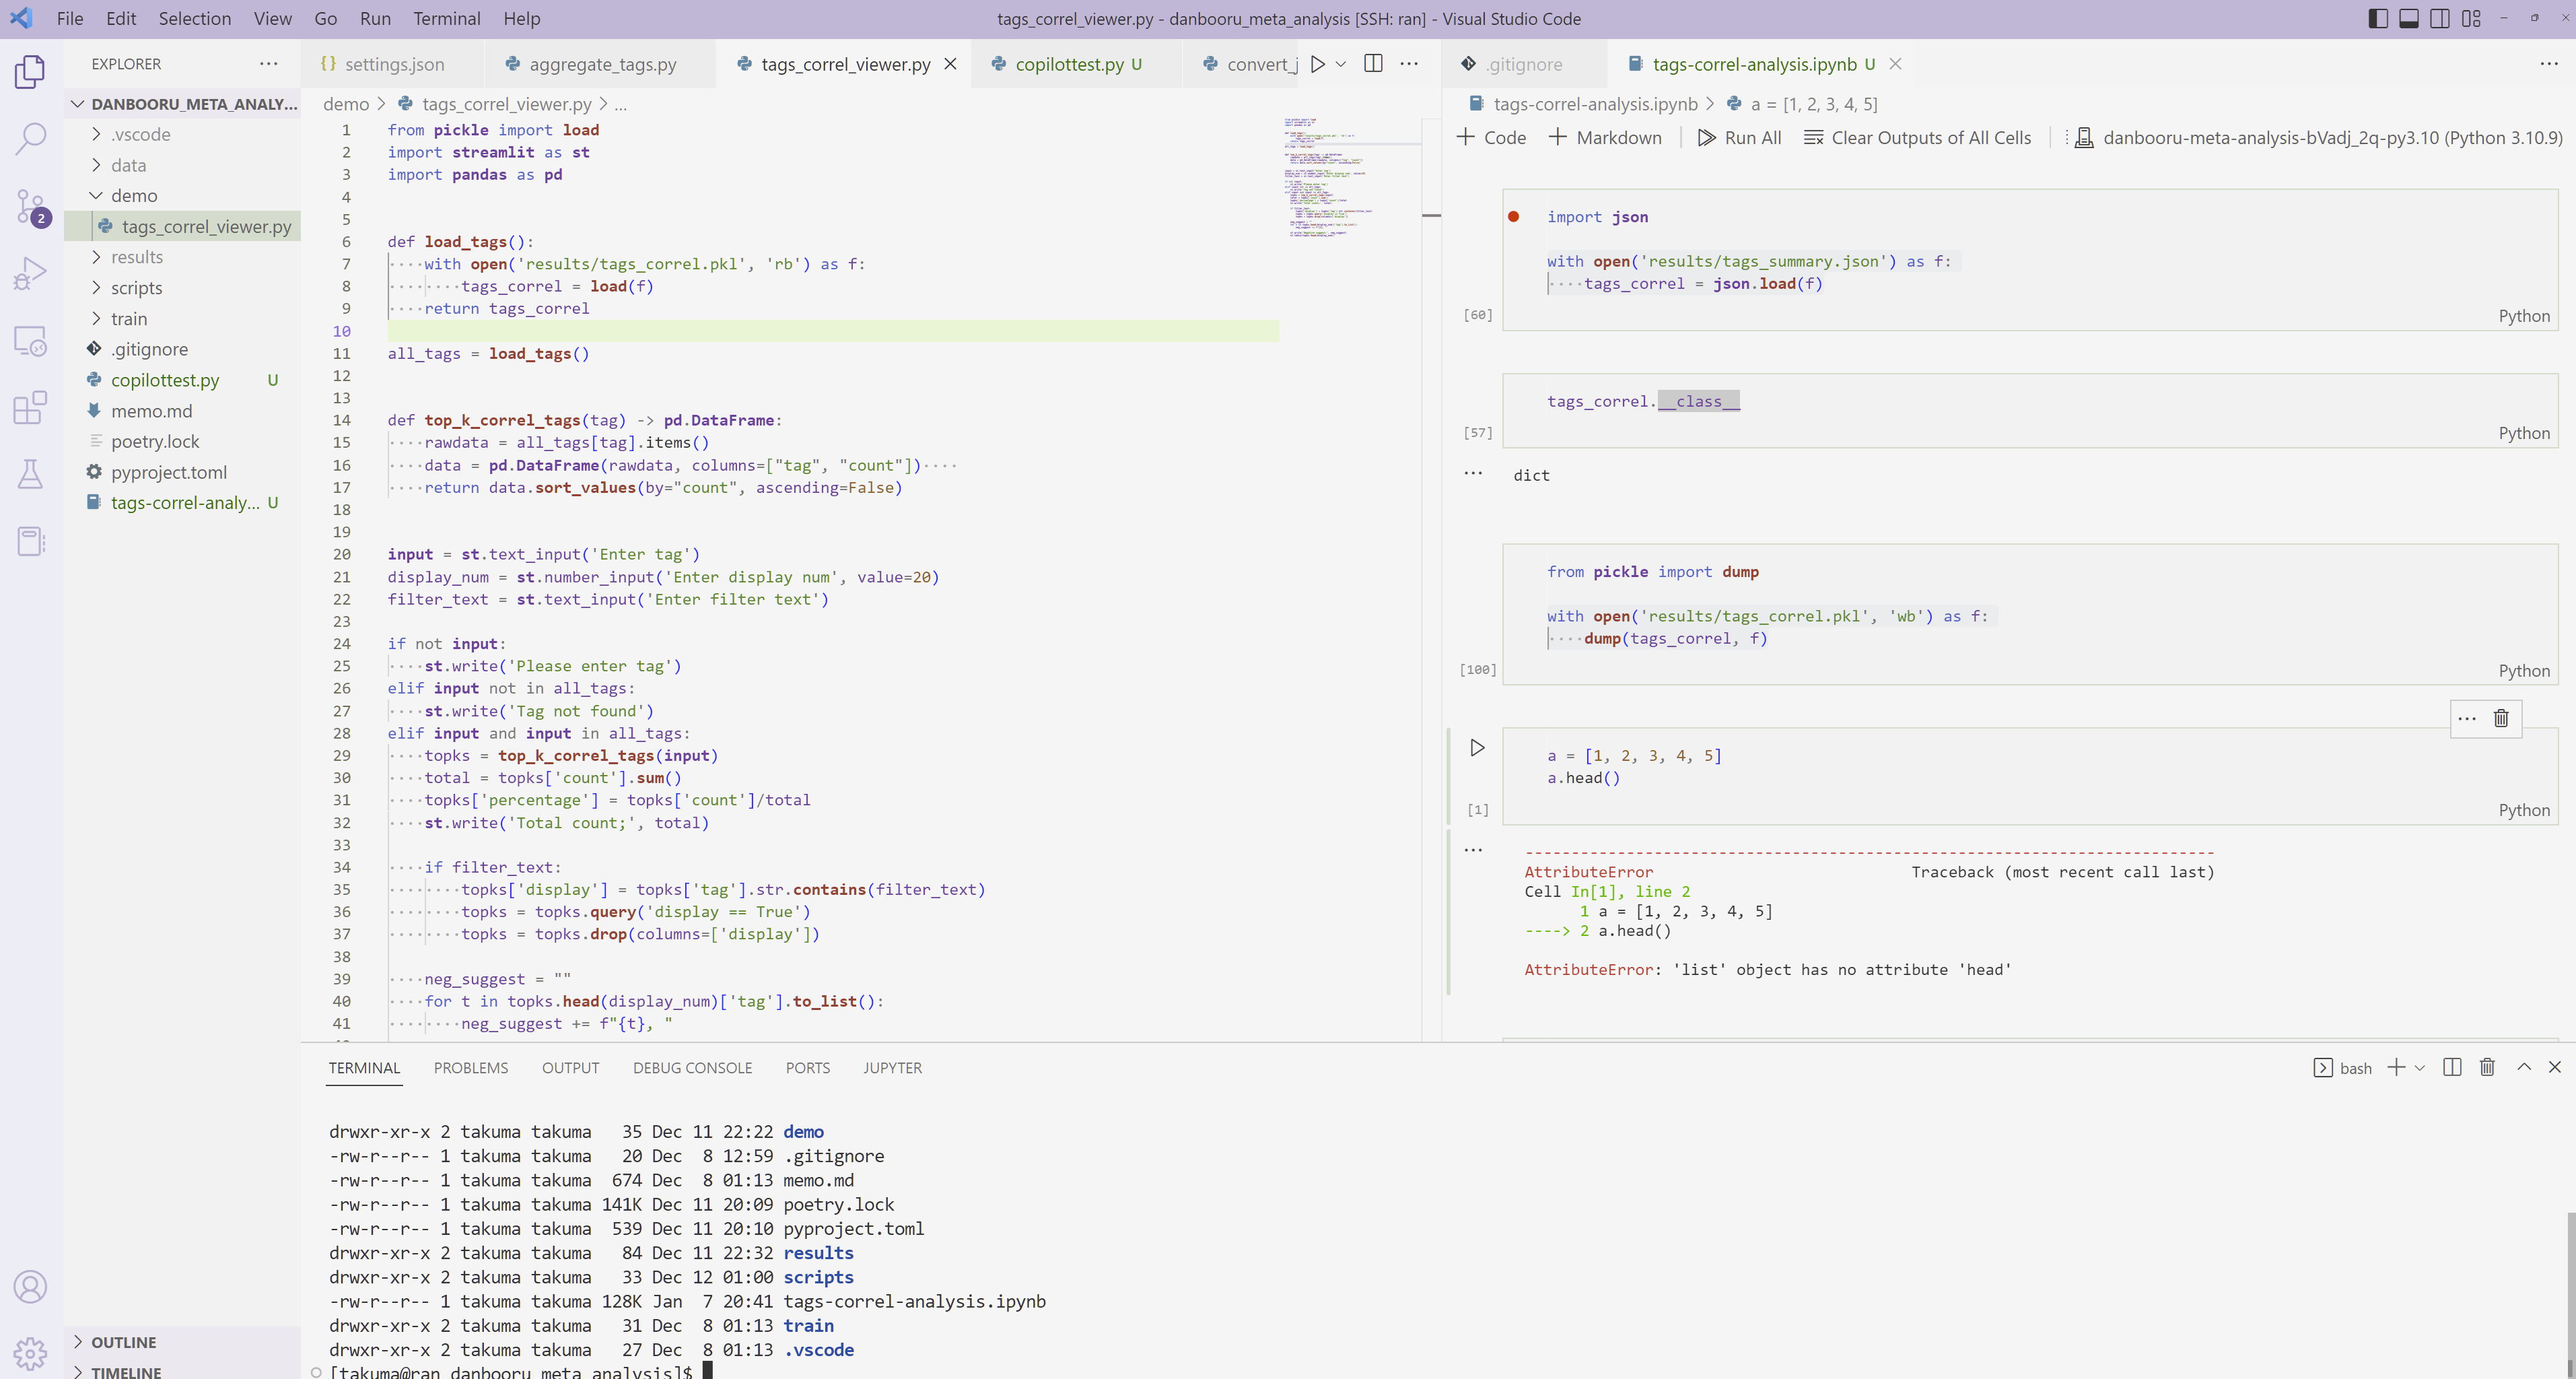 File Edit Selection View Go Run Terminal Help
tags_correl_viewer.py - danbooru_meta_analysis [SSH: ran] - Visual Studio Code
EXPLORER
DANBOORU_META_ANALY...
.vscode
data
demo
tags_correl_viewer.py
results
scripts
train
.gitignore
copilottest.py U
memo.md
poetry.lock
pyproject.toml
tags-correl-analy... U
2
OUTLINE
TIMELINE
settings.json aggregate_tags.py tags_correl_viewer.py copilottest.py U convert_j
demo > tags_correl_viewer.py > ...
1 from pickle import load
2 import streamlit as st
3 import pandas as pd
4
5
6 def load_tags():
7 ····with open('results/tags_correl.pkl', 'rb') as f:
8 ········tags_correl = load(f)
9 ····return tags_correl
10
11 all_tags = load_tags()
12
13
14 def top_k_correl_tags(tag) -> pd.DataFrame:
15 ····rawdata = all_tags[tag].items()
16 ····data = pd.DataFrame(rawdata, columns=["tag", "count"])····
17 ····return data.sort_values(by="count", ascending=False)
18
19
20 input = st.text_input('Enter tag')
21 display_num = st.number_input('Enter display num', value=20)
22 filter_text = st.text_input('Enter filter text')
23
24 if not input:
25 ····st.write('Please enter tag')
26 elif input not in all_tags:
27 ····st.write('Tag not found')
28 elif input and input in all_tags:
29 ····topks = top_k_correl_tags(input)
30 ····total = topks['count'].sum()
31 ····topks['percentage'] = topks['count']/total
32 ····st.write('Total count;', total)
33
34 ····if filter_text:
35 ········topks['display'] = topks['tag'].str.contains(filter_text)
36 ········topks = topks.query('display == True')
37 ········topks = topks.drop(columns=['display'])
38
39 ····neg_suggest = ""
40 ····for t in topks.head(display_num)['tag'].to_list():
41 ········neg_suggest += f"{t}, "
.gitignore tags-correl-analysis.ipynb U
tags-correl-analysis.ipynb > a = [1, 2, 3, 4, 5]
+ Code + Markdown Run All Clear Outputs of All Cells danbooru-meta-analysis-bVadj_2q-py3.10 (Python 3.10.9)
import json
with open('results/tags_summary.json') as f:
····tags_correl = json.load(f)
[60] Python
tags_correl.__class__
[57] Python
dict
from pickle import dump
with open('results/tags_correl.pkl', 'wb') as f:
····dump(tags_correl, f)
[100] Python
a = [1, 2, 3, 4, 5]
a.head()
[1] Python
---------------------------------------------------------------------------
AttributeError Traceback (most recent call last)
Cell In[1], line 2
1 a = [1, 2, 3, 4, 5]
----> 2 a.head()
AttributeError: 'list' object has no attribute 'head'
TERMINAL PROBLEMS OUTPUT DEBUG CONSOLE PORTS JUPYTER
bash
drwxr-xr-x 2 takuma takuma 35 Dec 11 22:22 demo
-rw-r--r-- 1 takuma takuma 20 Dec 8 12:59 .gitignore
-rw-r--r-- 1 takuma takuma 674 Dec 8 01:13 memo.md
-rw-r--r-- 1 takuma takuma 141K Dec 11 20:09 poetry.lock
-rw-r--r-- 1 takuma takuma 539 Dec 11 20:10 pyproject.toml
drwxr-xr-x 2 takuma takuma 84 Dec 11 22:32 results
drwxr-xr-x 2 takuma takuma 33 Dec 12 01:00 scripts
-rw-r--r-- 1 takuma takuma 128K Jan 7 20:41 tags-correl-analysis.ipynb
drwxr-xr-x 2 takuma takuma 31 Dec 8 01:13 train
drwxr-xr-x 2 takuma takuma 27 Dec 8 01:13 .vscode
[takuma@ran danbooru_meta_analysis]$